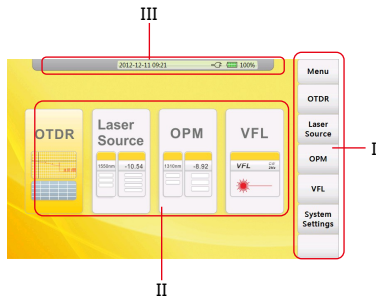 III
2012-12-11 09:21
100%
Menu
OTDR
Laser
Source
OPM
VFL
System
Settings
I
OTDR
Laser
Source
1550nm
-10.54
OPM
1310nm
-8.92
VFL
VFL
II